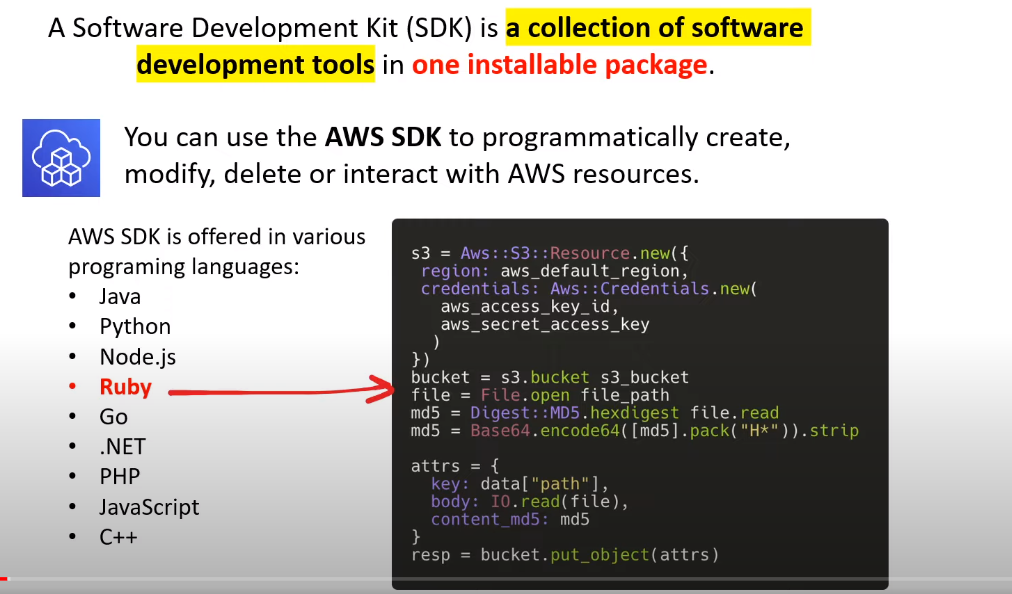 A Software Development Kit (SDK) is a collection of software
development tools in one installable package.
You can use the AWS SDK to programmatically create,
modify, delete or interact with AWS resources.
AWS SDK is offered in various
programing languages:
• Java
• Python
• Node.js
• Ruby
• Go
• .NET
• PHP
• JavaScript
• C++
s3 = Aws::S3::Resource.new({
 region: aws_default_region,
 credentials: Aws::Credentials.new(
   aws_access_key_id,
   aws_secret_access_key
  )
})
bucket = s3.bucket s3_bucket
file = File.open file_path
md5 = Digest::MD5.hexdigest file.read
md5 = Base64.encode64([md5].pack("H*")).strip
attrs = {
  key: data["path"],
  body: IO.read(file),
  content_md5: md5
}
resp = bucket.put_object(attrs)